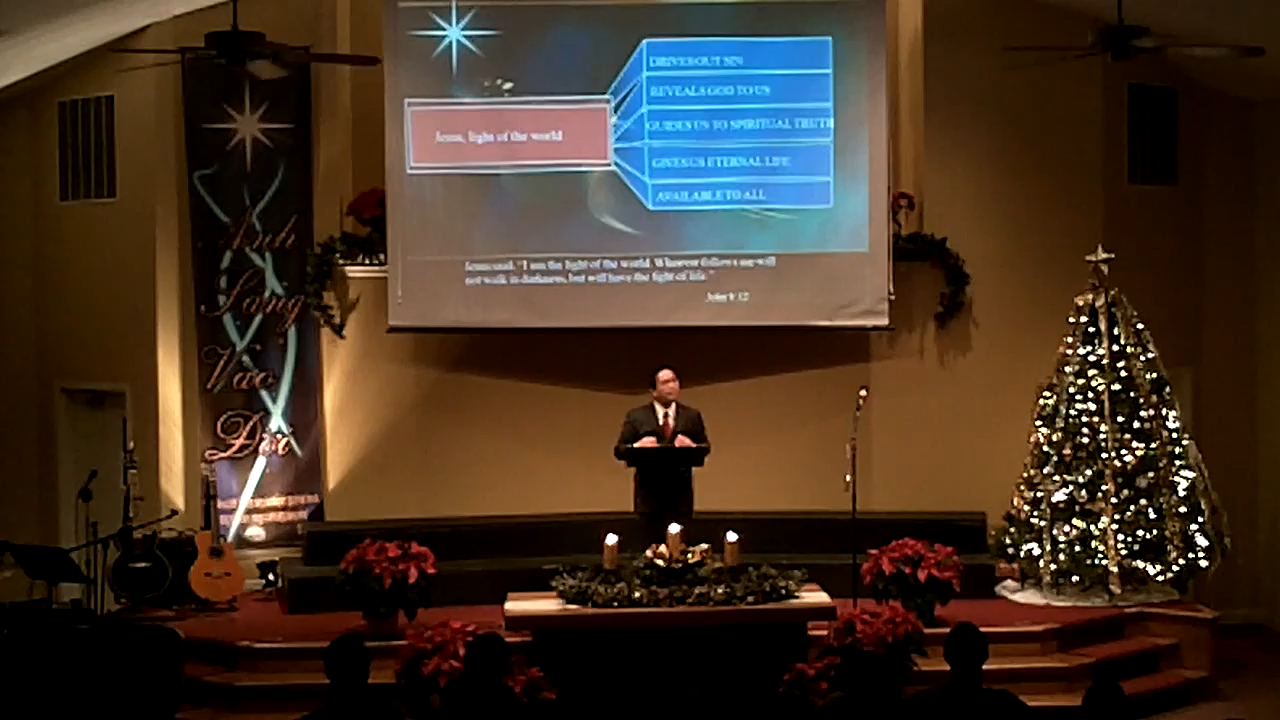 DRIVES OUT SIN
REVEALS GOD TO US
Jesus, light of the world
GUIDES US TO SPIRITUAL TRUTH
GIVES US ETERNAL LIFE
AVAILABLE TO ALL
Jesus said, "I am the light of the world. Whoever follows me will
not walk in darkness, but will have the light of life."
John 8:12
Anh
Sáng
Vào
Đời